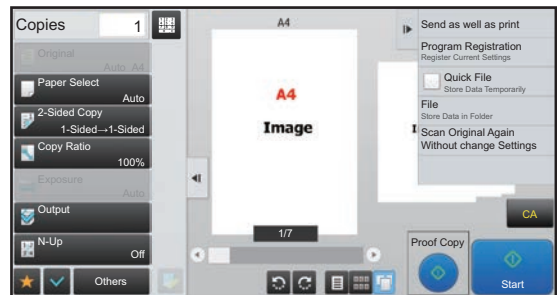 Copies 1
Original
Auto A4
Paper Select
Auto
2-Sided Copy
1-Sided→1-Sided
Copy Ratio
100%
Exposure
Auto
Output
N-Up
Off
Others
A4
A4
Image
I
1/7
Send as well as print
Program Registration
Register Current Settings
Quick File
Store Data Temporarily
File
Store Data in Folder
Scan Original Again
Without change Settings
CA
Proof Copy
Start